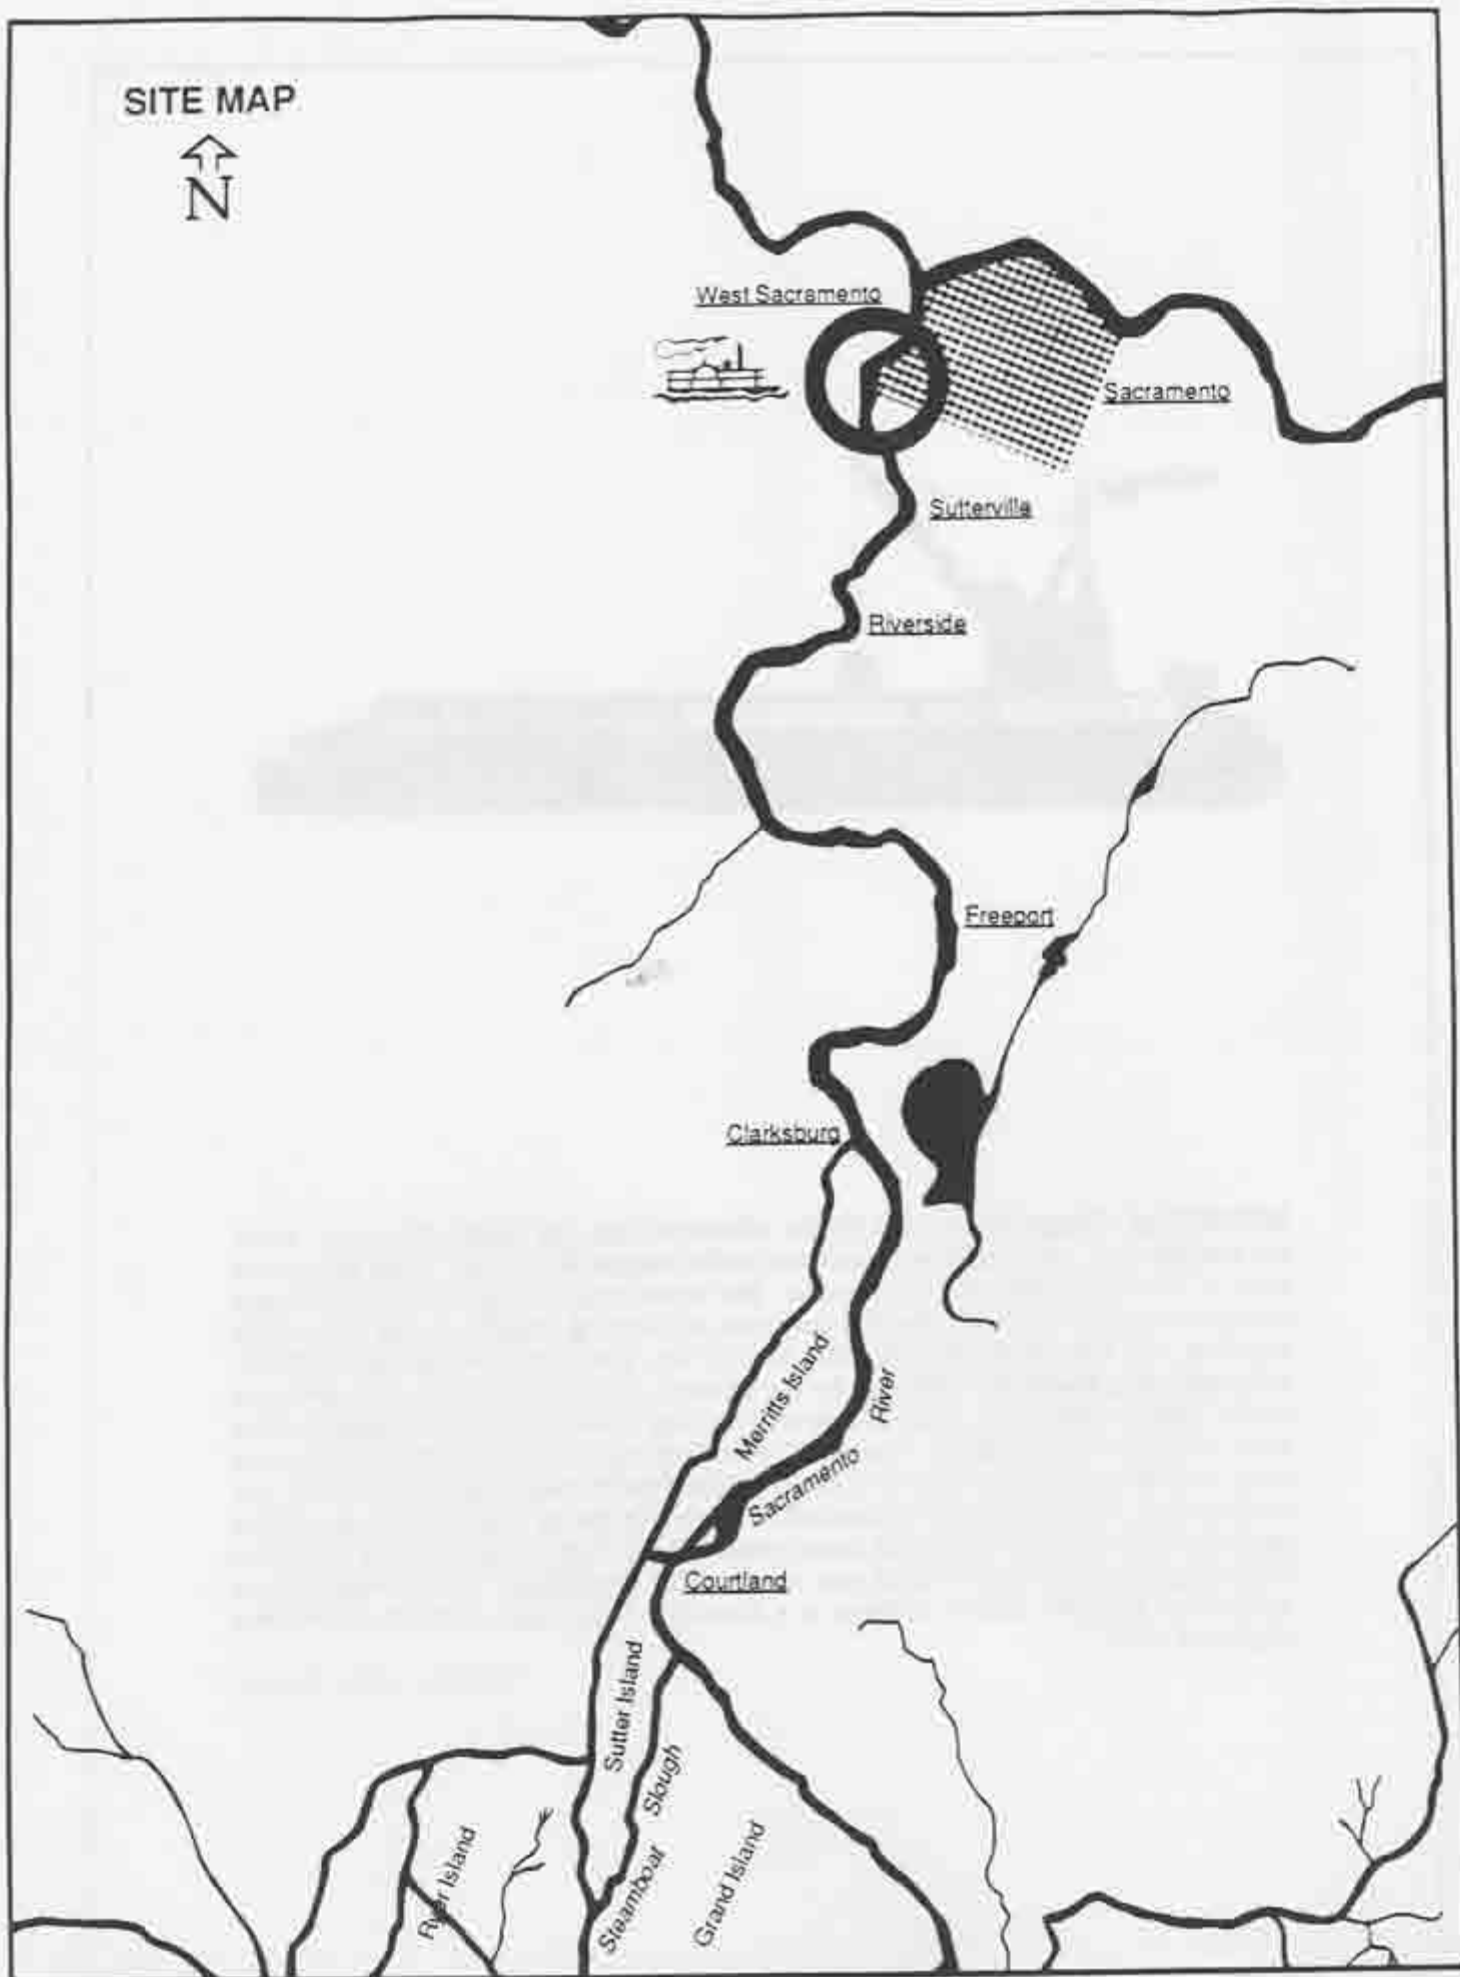 SITE MAP
N
West Sacramento
Sacramento
Sutterville
Riverside
Freeport
Clarksburg
Merritts Island
Sacramento River
Courtland
Sutter Island
Steamboat Slough
River Island
Grand Island